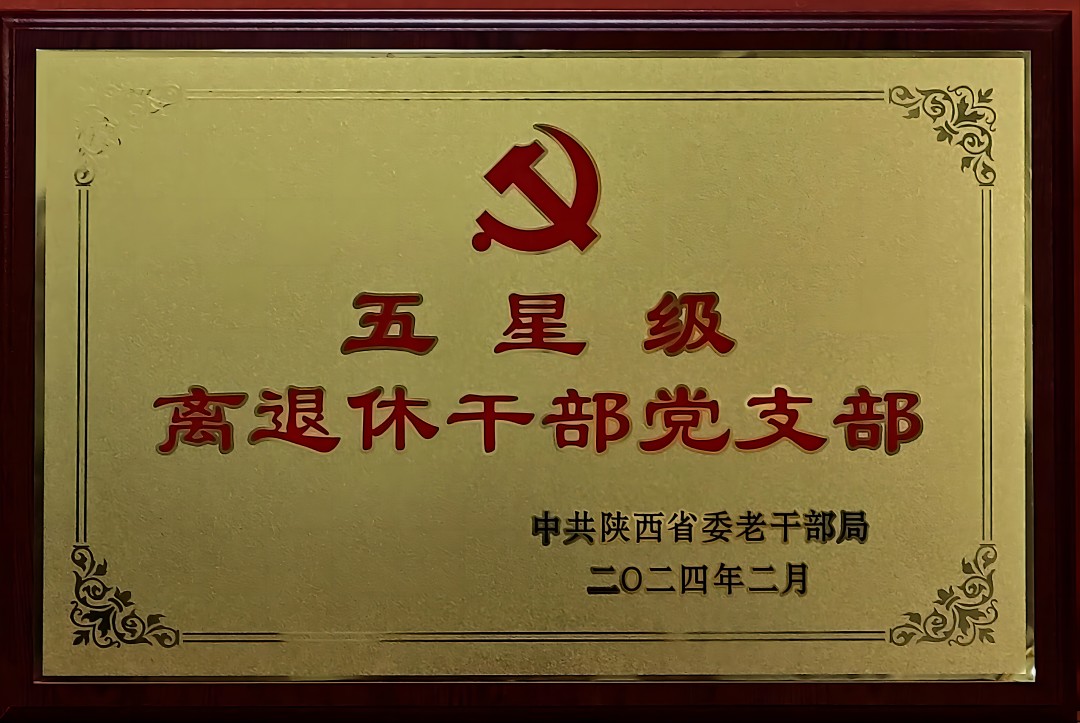 五星级
离退休干部党支部
中共陕西省委老干部局
二〇二四年二月